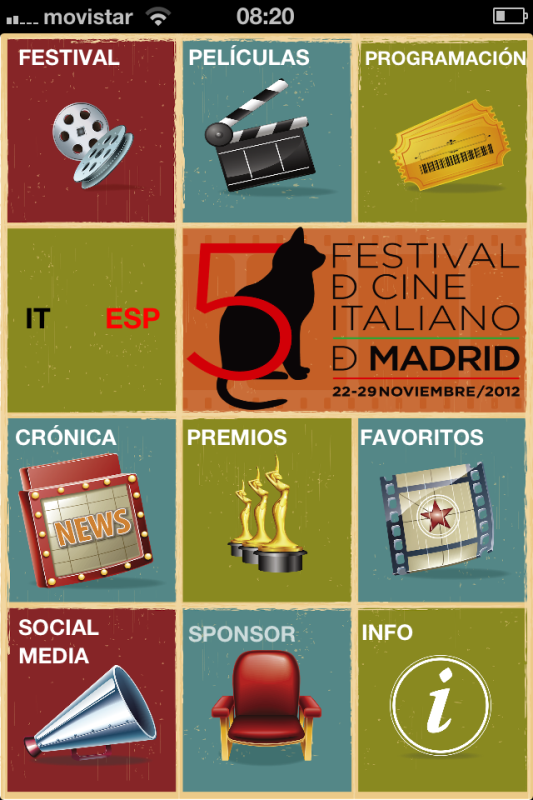 movistar 08:20
FESTIVAL
PELÍCULAS
PROGRAMACIÓN
IT ESP
5
FESTIVAL
Đ CINE
ITALIANO
Đ MADRID
22-29 NOVIEMBRE/2012
CRÓNICA
NEWS
PREMIOS
FAVORITOS
SOCIAL
MEDIA
SPONSOR
INFO
i